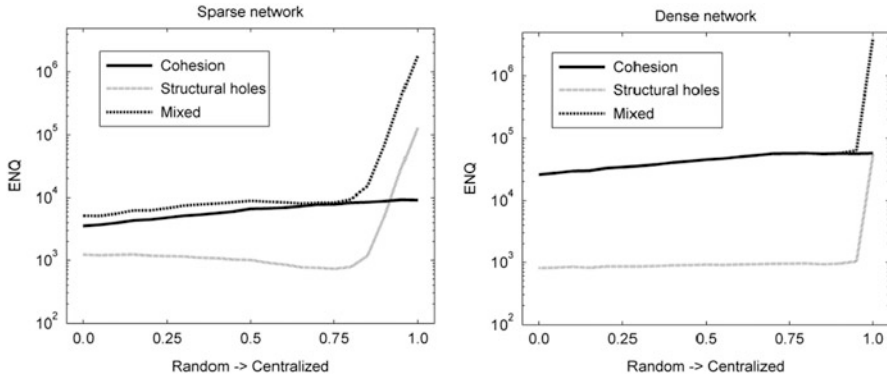 Sparse network
ENQ
10^6
10^5
10^4
10^3
10^2
Cohesion
Structural holes
Mixed
0.0 0.25 0.5 0.75 1.0
Random -> Centralized
Dense network
ENQ
10^6
10^5
10^4
10^3
10^2
Cohesion
Structural holes
Mixed
0.0 0.25 0.5 0.75 1.0
Random -> Centralized